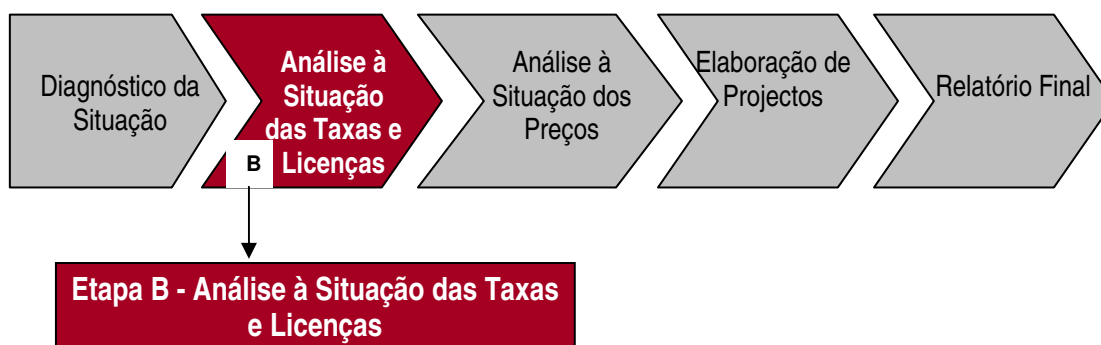 Diagnóstico da
Situação
Análise à
Situação
das Taxas e
Licenças
B
Análise à
Situação dos
Preços
Elaboração de
Projectos
Relatório Final
Etapa B - Análise à Situação das Taxas
e Licenças